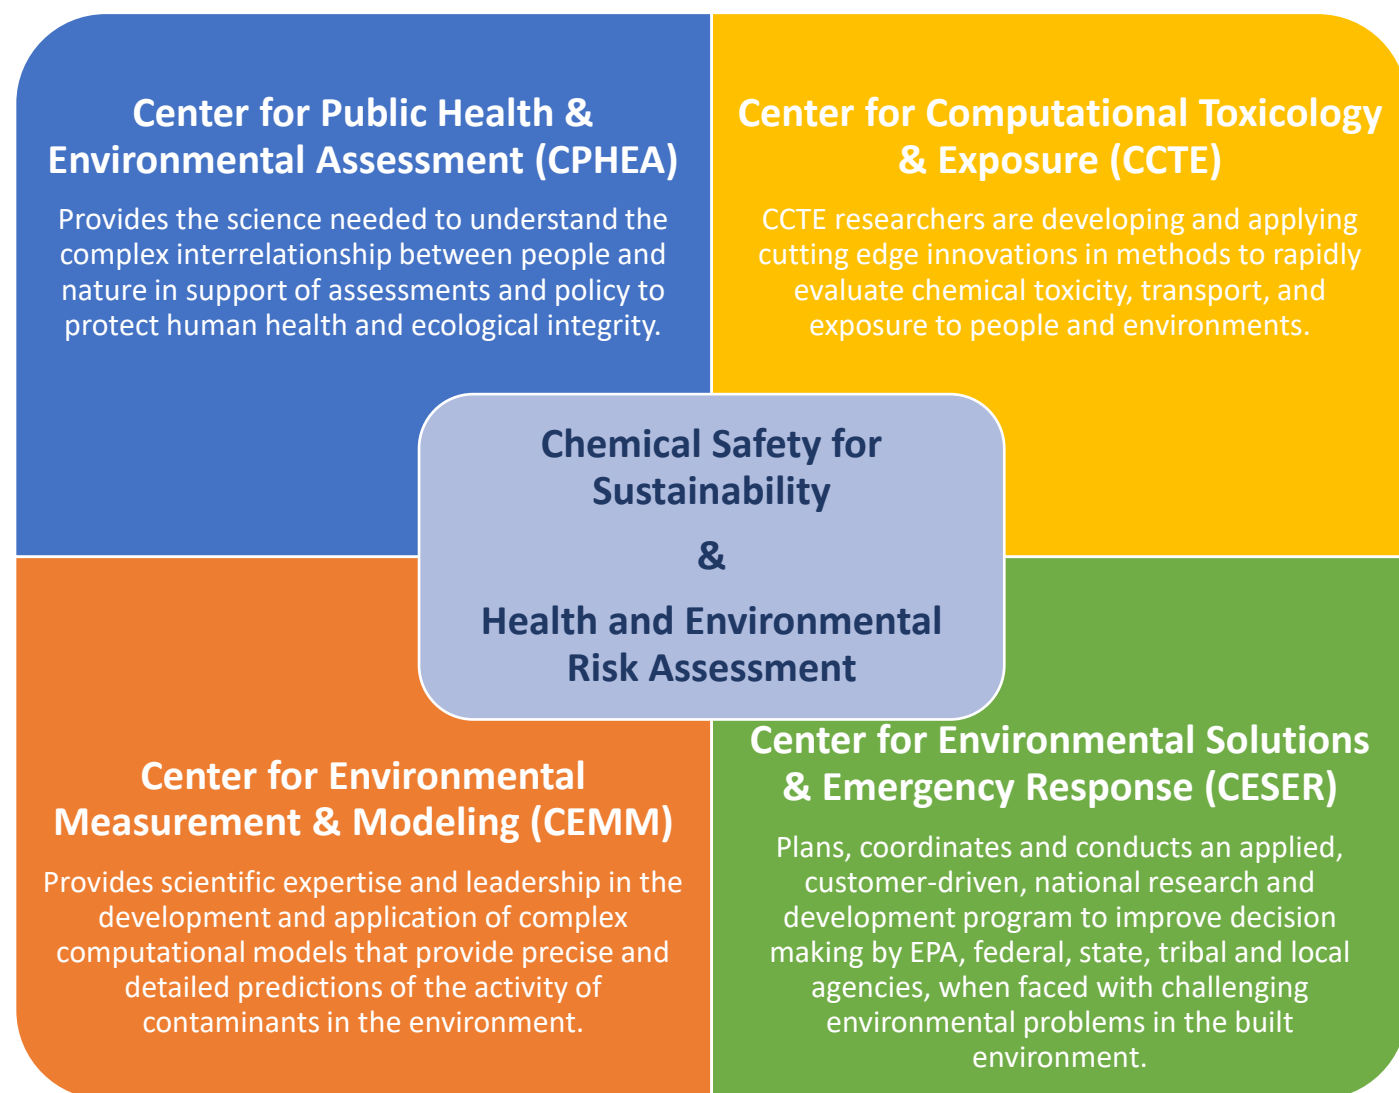 Center for Public Health &
Environmental Assessment (CPHEA)
Provides the science needed to understand the
complex interrelationship between people and
nature in support of assessments and policy to
protect human health and ecological integrity.
Center for Computational Toxicology
& Exposure (CCTE)
CCTE researchers are developing and applying
cutting edge innovations in methods to rapidly
evaluate chemical toxicity, transport, and
exposure to people and environments.
Chemical Safety for
Sustainability
&
Health and Environmental
Risk Assessment
Center for Environmental
Measurement & Modeling (CEMM)
Provides scientific expertise and leadership in the
development and application of complex
computational models that provide precise and
detailed predictions of the activity of
contaminants in the environment.
Center for Environmental Solutions
& Emergency Response (CESER)
Plans, coordinates and conducts an applied,
customer-driven, national research and
development program to improve decision
making by EPA, federal, state, tribal and local
agencies, when faced with challenging
environmental problems in the built
environment.